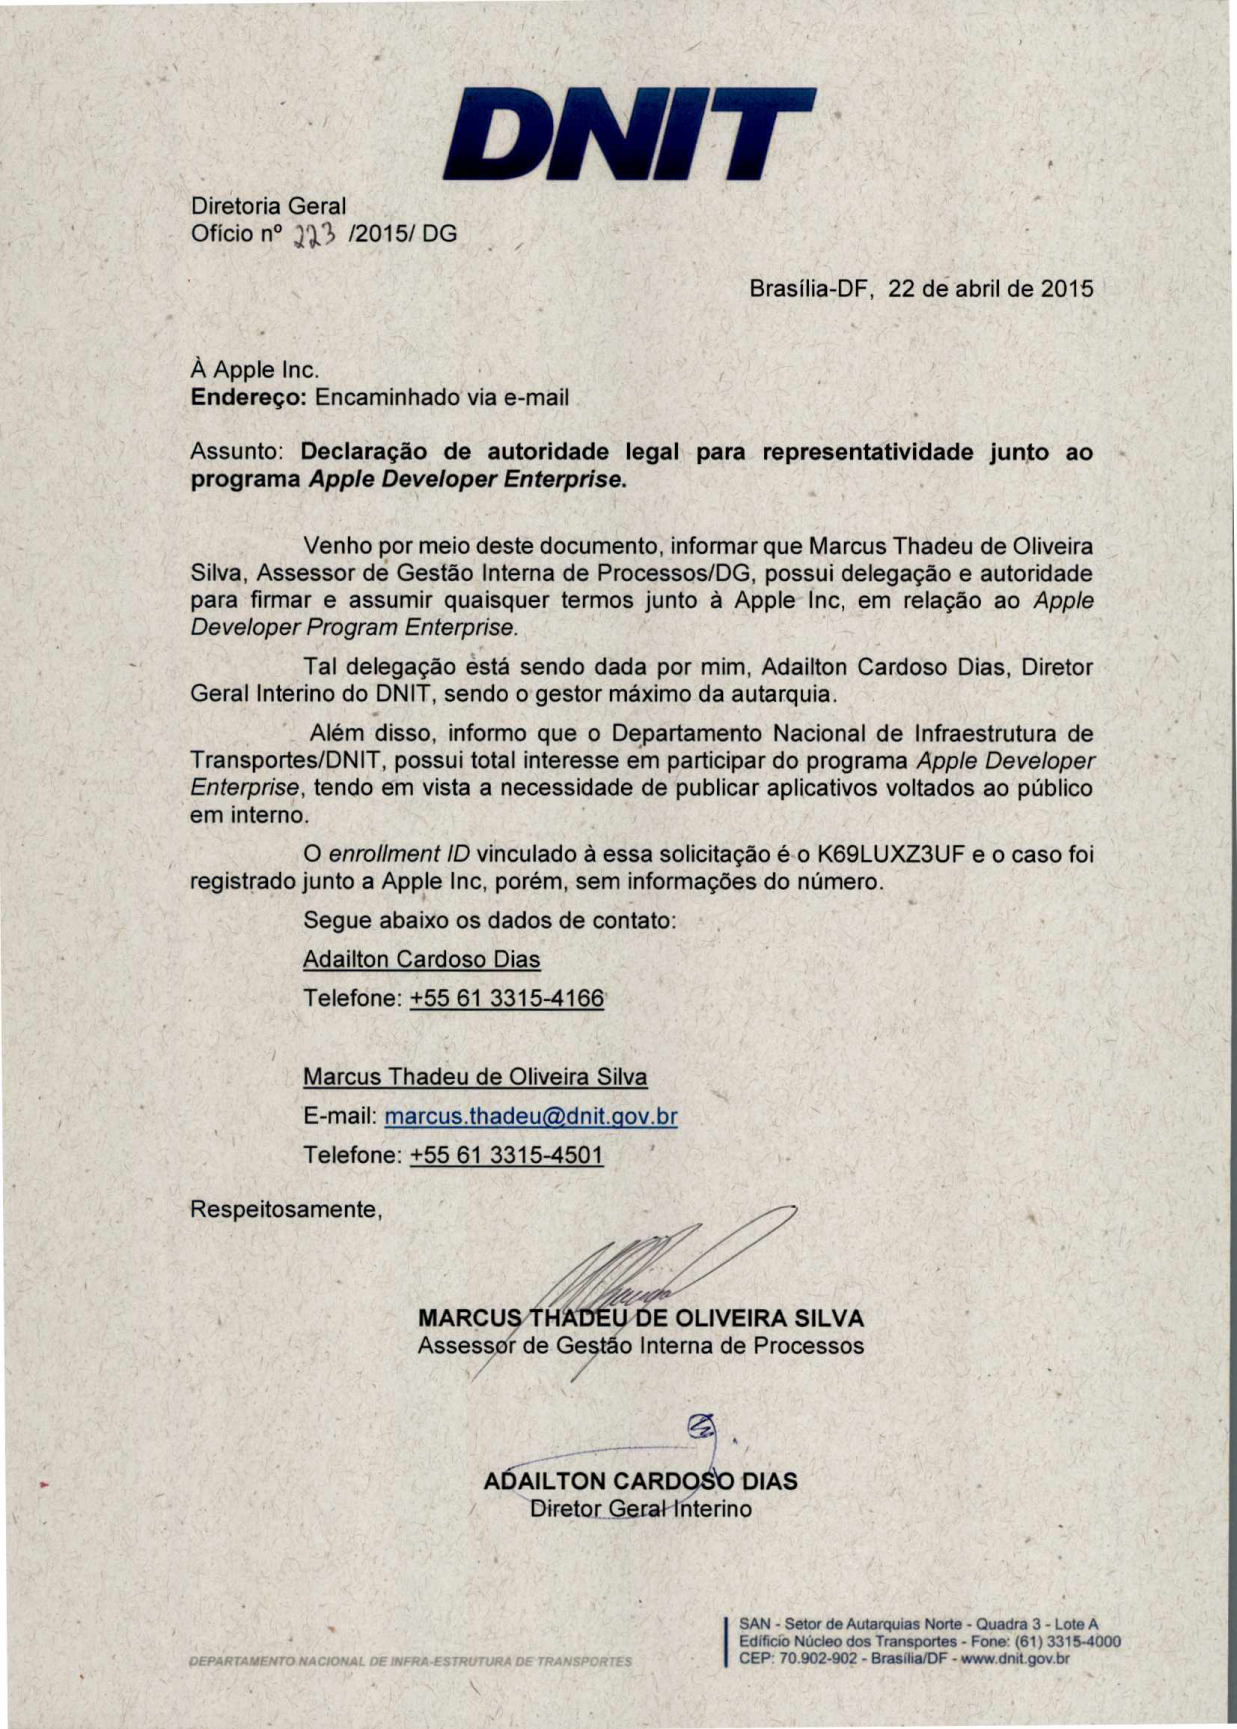 DNIT
Diretoria Geral
Ofício nº 223 /2015/ DG
Brasília-DF, 22 de abril de 2015
À Apple Inc.
Endereço: Encaminhado via e-mail
Assunto: Declaração de autoridade legal para representatividade junto ao
programa Apple Developer Enterprise.
Venho por meio deste documento, informar que Marcus Thadeu de Oliveira
Silva, Assessor de Gestão Interna de Processos/DG, possui delegação e autoridade
para firmar e assumir quaisquer termos junto à Apple Inc, em relação ao Apple
Developer Program Enterprise.
Tal delegação está sendo dada por mim, Adailton Cardoso Dias, Diretor
Geral Interino do DNIT, sendo o gestor máximo da autarquia.
Além disso, informo que o Departamento Nacional de Infraestrutura de
Transportes/DNIT, possui total interesse em participar do programa Apple Developer
Enterprise, tendo em vista a necessidade de publicar aplicativos voltados ao público
em interno.
O enrollment ID vinculado à essa solicitação é o K69LUXZ3UF e o caso foi
registrado junto a Apple Inc, porém, sem informações do número.
Segue abaixo os dados de contato:
Adailton Cardoso Dias
Telefone: +55 61 3315-4166
Marcus Thadeu de Oliveira Silva
E-mail: marcus.thadeu@dnit.gov.br
Telefone: +55 61 3315-4501
Respeitosamente,
MARCUS THADEU DE OLIVEIRA SILVA
Assessor de Gestão Interna de Processos
ADAILTON CARDOSO DIAS
Diretor Geral Interino
SAN - Setor de Autarquias Norte - Quadra 3 - Lote A
Edifício Núcleo dos Transportes - Fone: (61) 3315-4000
CEP: 70.902-902 - Brasília/DF - www.dnit.gov.br
DEPARTAMENTO NACIONAL DE INFRA-ESTRUTURA DE TRANSPORTES